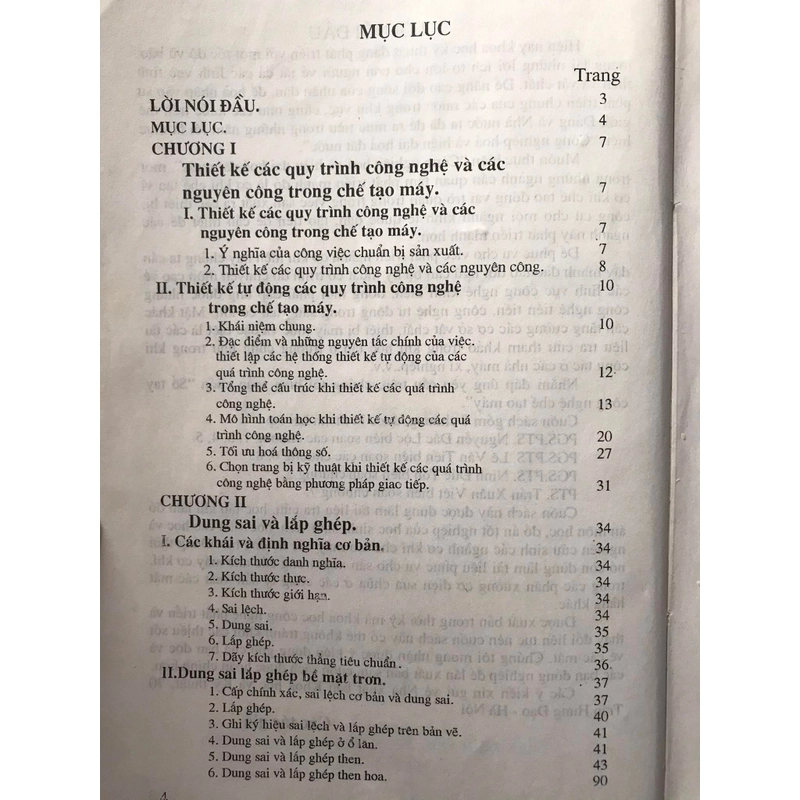 MỤC LỤC
Trang
LỜI NÓI ĐẦU. 3
MỤC LỤC. 4
CHƯƠNG I 7
Thiết kế các quy trình công nghệ và các
nguyên công trong chế tạo máy. 7
I. Thiết kế các quy trình công nghệ và các
nguyên công trong chế tạo máy. 7
1. Ý nghĩa của công việc chuẩn bị sản xuất. 7
2. Thiết kế các quy trình công nghệ và các nguyên công. 8
II. Thiết kế tự động các quy trình công nghệ 10
trong chế tạo máy.
1. Khái niệm chung. 10
2. Đặc điểm và những nguyên tắc chính của việc.
thiết lập các hệ thống thiết kế tự động của các
quá trình công nghệ. 12
3. Tổng thể cấu trúc khi thiết kế các quá trình
công nghệ. 13
4. Mô hình toán học khi thiết kế tự động các quá
trình công nghệ. 20
5. Tối ưu hoá thông số. 27
6. Chọn trang bị kỹ thuật khi thiết kế các quá trình
công nghệ bằng phương pháp giao tiếp. 31
CHƯƠNG II
Dung sai và lắp ghép. 34
I. Các khái và định nghĩa cơ bản. 34
1. Kích thước danh nghĩa. 34
2. Kích thước thực. 34
3. Kích thước giới hạn. 34
4. Sai lệch. 34
5. Dung sai. 35
6. Lắp ghép. 35
7. Dãy kích thước thẳng tiêu chuẩn. 36
II.Dung sai lắp ghép bề mặt trơn. 37
1. Cấp chính xác, sai lệch cơ bản và dung sai. 37
2. Lắp ghép. 40
3. Ghi ký hiệu sai lệch và lắp ghép trên bản vẽ. 41
4. Dung sai và lắp ghép ở ổ lăn. 41
5. Dung sai và lắp ghép then. 43
6. Dung sai và lắp ghép then hoa. 90
4